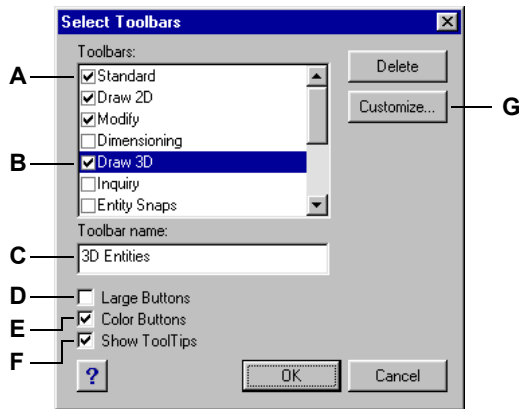 Select Toolbars
Toolbars:
A
Standard
Delete
Draw 2D
Modify
Customize...
G
Dimensioning
B
Draw 3D
Inquiry
Entity Snaps
Toolbar name:
C
3D Entities
D
Large Buttons
E
Color Buttons
F
Show ToolTips
?
OK
Cancel